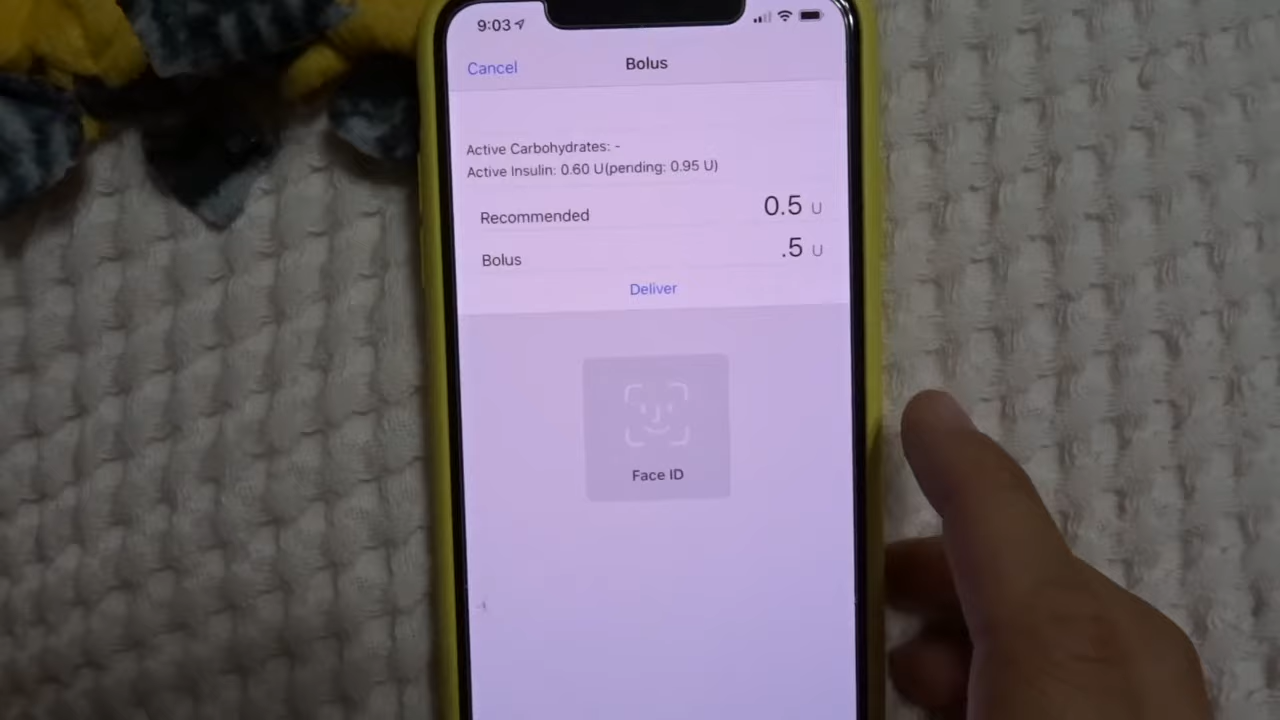 9:03
Cancel Bolus
Active Carbohydrates: -
Active Insulin: 0.60 U(pending: 0.95 U)
Recommended 0.5 U
Bolus .5 U
Deliver
Face ID